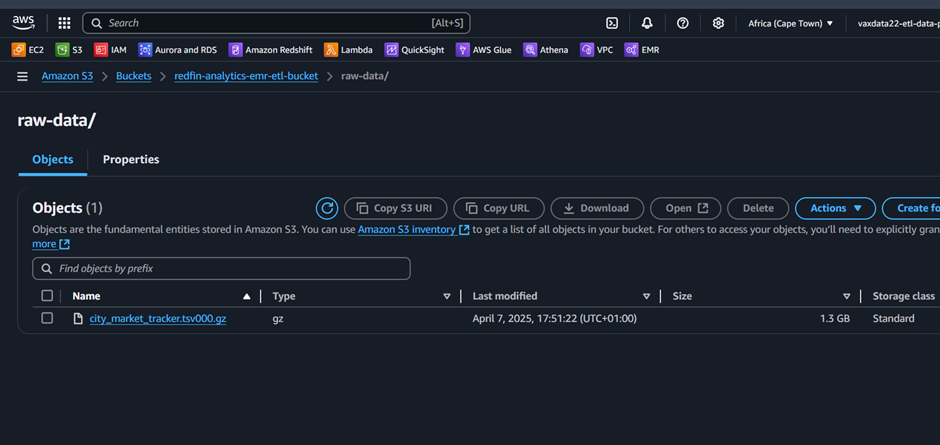 aws Search [Alt+S] Africa (Cape Town) vaxdata22-etl-data-p
EC2 S3 IAM Aurora and RDS Amazon Redshift Lambda QuickSight AWS Glue Athena VPC EMR
Amazon S3 Buckets redfin-analytics-emr-etl-bucket raw-data/
raw-data/
Objects Properties
Objects (1) Copy S3 URI Copy URL Download Open Delete Actions Create fo
Objects are the fundamental entities stored in Amazon S3. You can use Amazon S3 inventory to get a list of all objects in your bucket. For others to access your objects, you'll need to explicitly gran
more
Find objects by prefix
Name Type Last modified Size Storage class
city_market_tracker.tsv000.gz gz April 7, 2025, 17:51:22 (UTC+01:00) 1.3 GB Standard